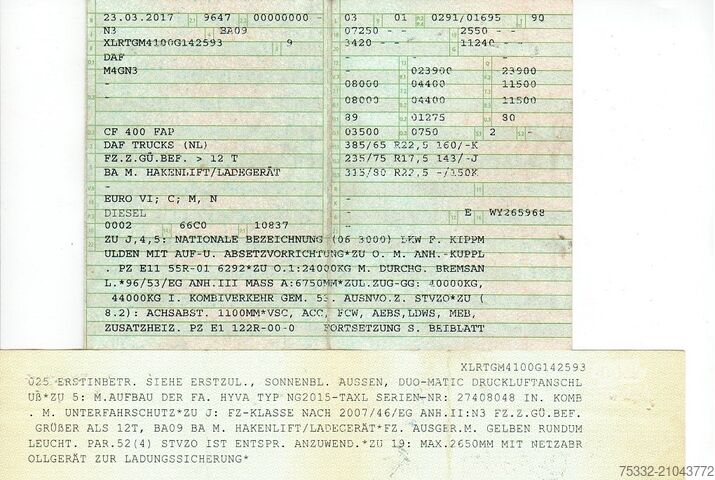 23.03.2017 9647 00000000 - 03 01 0291/01695 90
N3 BA09 07250 - - 2550 - -
XLRTGM4100G142593 9 3420 - - 11240 - -
DAF - - -
M4GN3 - 023900 23900
- 08000 04400 11500
- 08000 04400 11500
89 01275 80
CF 400 FAP 03500 0750 2 -
DAF TRUCKS (NL) 385/65 R22,5 160/-K
FZ.Z.GÜ.BEF. > 12 T 235/75 R17,5 143/-J
BA M. HAKENLIFT/LADEGERÄT 315/80 R22,5 -/150K
- -
EURO VI; C; M, N -
DIESEL - E WY265968
0002 66C0 10837 -
ZU J,4,5: NATIONALE BEZEICHNUNG (06 3000) LKW F. KIPPM
ULDEN MIT AUF-U. ABSETZVORRICHTUNG*ZU O. M. ANH.-KUPPL
. PZ E11 55R-01 6292*ZU O.1:24000KG M. DURCHG. BREMSAN
L.*96/53/EG ANH.III MASS A:6750MM*ZUL.ZUG-GG: 40000KG,
44000KG I. KOMBIVERKEHR GEM. 53. AUSNVO.Z. STVZO*ZU (
8.2): ACHSABST. 1100MM*VSC, ACC, FCW, AEBS,LDWS, MEB,
ZUSATZHEIZ. PZ E1 122R-00-0 FORTSETZUNG S. BEIBLATT
XLRTGM4100G142593
025 ERSTINBETR. SIEHE ERSTZUL., SONNENBL. AUSSEN, DUO-MATIC DRUCKLUFTANSCHL
Uß*ZU 5: M.AUFBAU DER FA. HYVA TYP NG2015-TAXL SERIEN-NR: 27408048 IN. KOMB
. M. UNTERFAHRSCHUTZ*ZU J: FZ-KLASSE NACH 2007/46/EG ANH.II:N3 FZ.Z.GÜ.BEF.
GRÜßER ALS 12T, BA09 BA M. HAKENLIFT/LADECERÄT*FZ. AUSGER.M. GELBEN RUNDUM
LEUCHT. PAR.52(4) STVZO IST ENTSPR. ANZUWEND.*ZU 19: MAX.2650MM MIT NETZABR
OLLGERÄT ZUR LADUNGSSICHERUNG*
75332-21043772